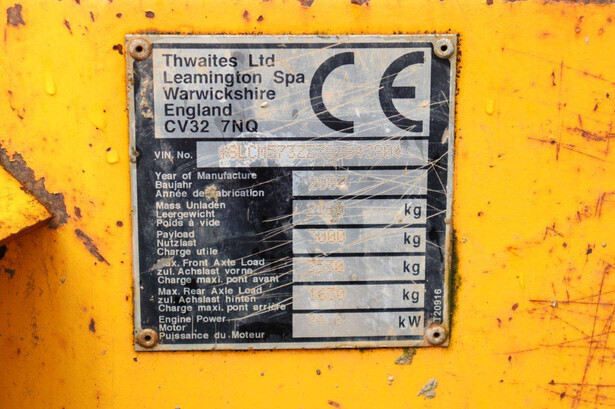 Thwaites Ltd
Leamington Spa
Warwickshire
England
CV32 7NQ
CE
VIN, No.
Year of Manufacture
Baujahr
Année de fabrication
Mass Unladen
Leergewicht kg
Poids à vide
Payload
Nutzlast kg
Charge utile
Max. Front Axle Load
zul. Achslast vorne kg
Charge maxi. pont avant
Max. Rear Axle Load
zul. Achslast hinten kg
Charge maxi. pont arrière
Engine Power
Motor kW
Puissance du Moteur
T20916